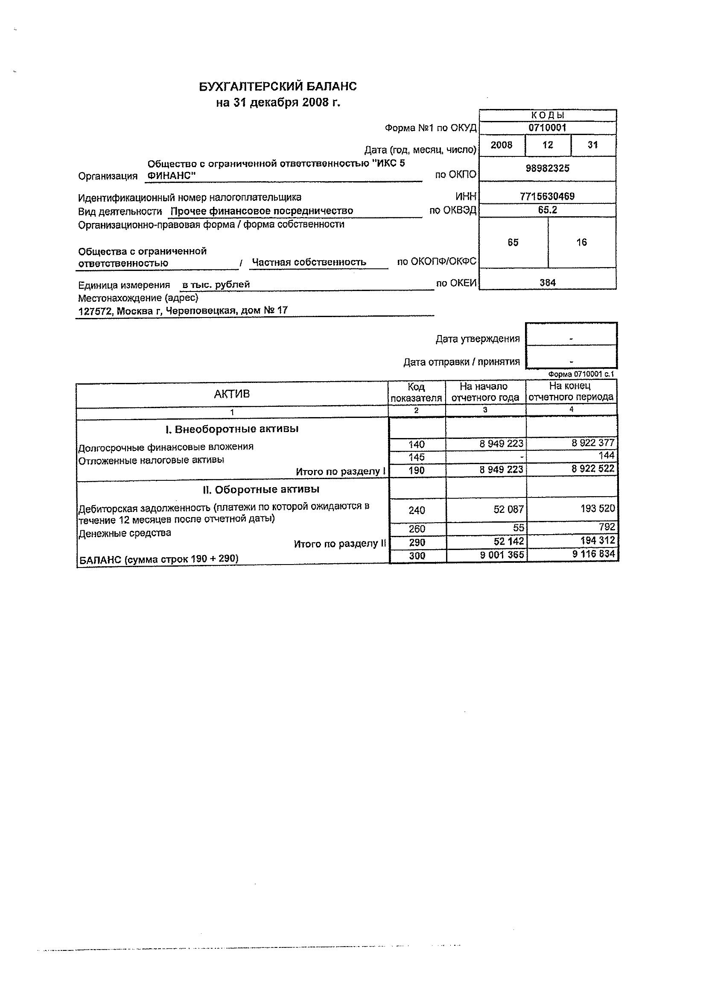 БУХГАЛТЕРСКИЙ БАЛАНС
на 31 декабря 2008 г.
КОДЫ
Форма №1 по ОКУД 0710001
Дата (год, месяц, число) 2008 12 31
Общество с ограниченной ответственностью "ИКС 5
Организация ФИНАНС" по ОКПО 98982325
Идентификационный номер налогоплательщика ИНН 7715630469
Вид деятельности Прочее финансовое посредничество по ОКВЭД 65.2
Организационно-правовая форма / форма собственности
65 16
Общества с ограниченной
ответственностью / Частная собственность по ОКОПФ/ОКФС
Единица измерения в тыс. рублей по ОКЕИ 384
Местонахождение (адрес)
127572, Москва г, Череповецкая, дом № 17
Дата утверждения -
Дата отправки / принятия -
Форма 0710001 с.1
АКТИВ Код показателя На начало отчетного года На конец отчетного периода
1 2 3 4
I. Внеоборотные активы
Долгосрочные финансовые вложения 140 8 949 223 8 922 377
Отложенные налоговые активы 145 - 144
Итого по разделу I 190 8 949 223 8 922 522
II. Оборотные активы
Дебиторская задолженность (платежи по которой ожидаются в
течение 12 месяцев после отчетной даты) 240 52 087 193 520
Денежные средства 260 55 792
Итого по разделу II 290 52 142 194 312
БАЛАНС (сумма строк 190 + 290) 300 9 001 365 9 116 834